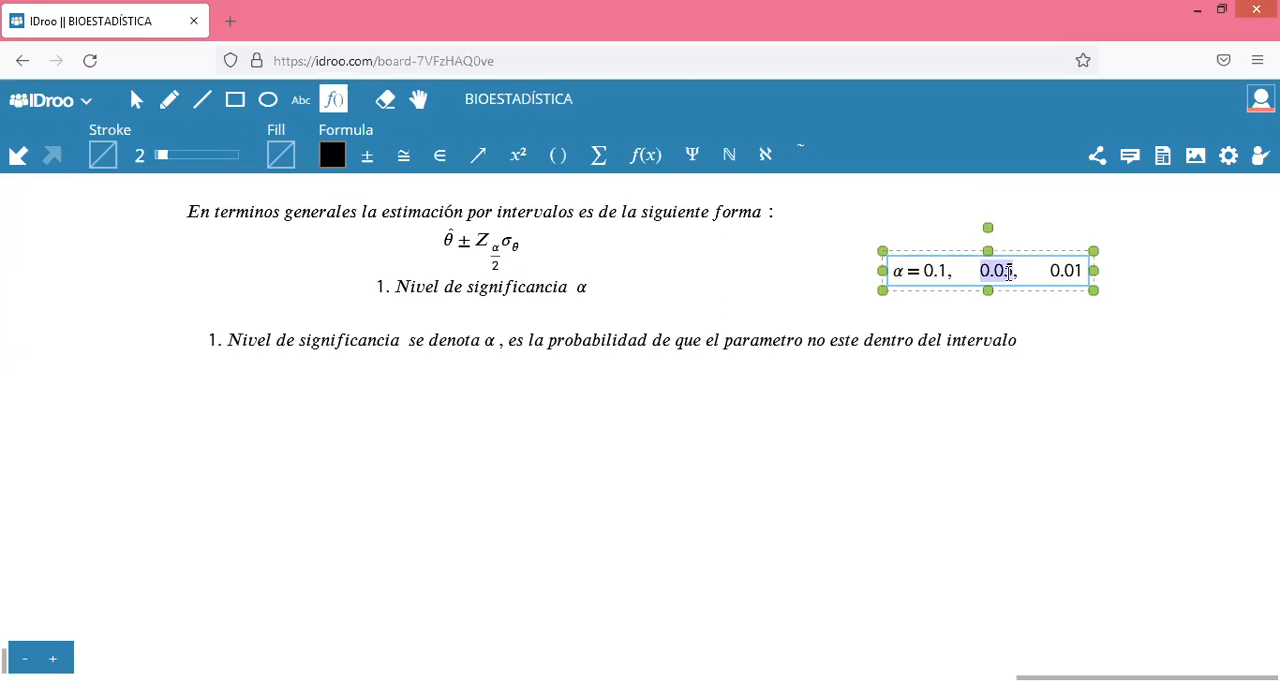 IDroo || BIOESTADÍSTICA
https://idroo.com/board-7VFzHAQ0ve
IDroo
Abc
f()
BIOESTADÍSTICA
Stroke
Fill
Formula
2
± ≅ ∈ x² ( ) ∑ f(x) Ψ ℕ ℵ ~
En terminos generales la estimación por intervalos es de la siguiente forma :
θ̂ ± Z_{α/2} σ_θ
α = 0.1, 0.05, 0.01
1. Nivel de significancia α
1. Nivel de significancia se denota α , es la probabilidad de que el parametro no este dentro del intervalo
- +